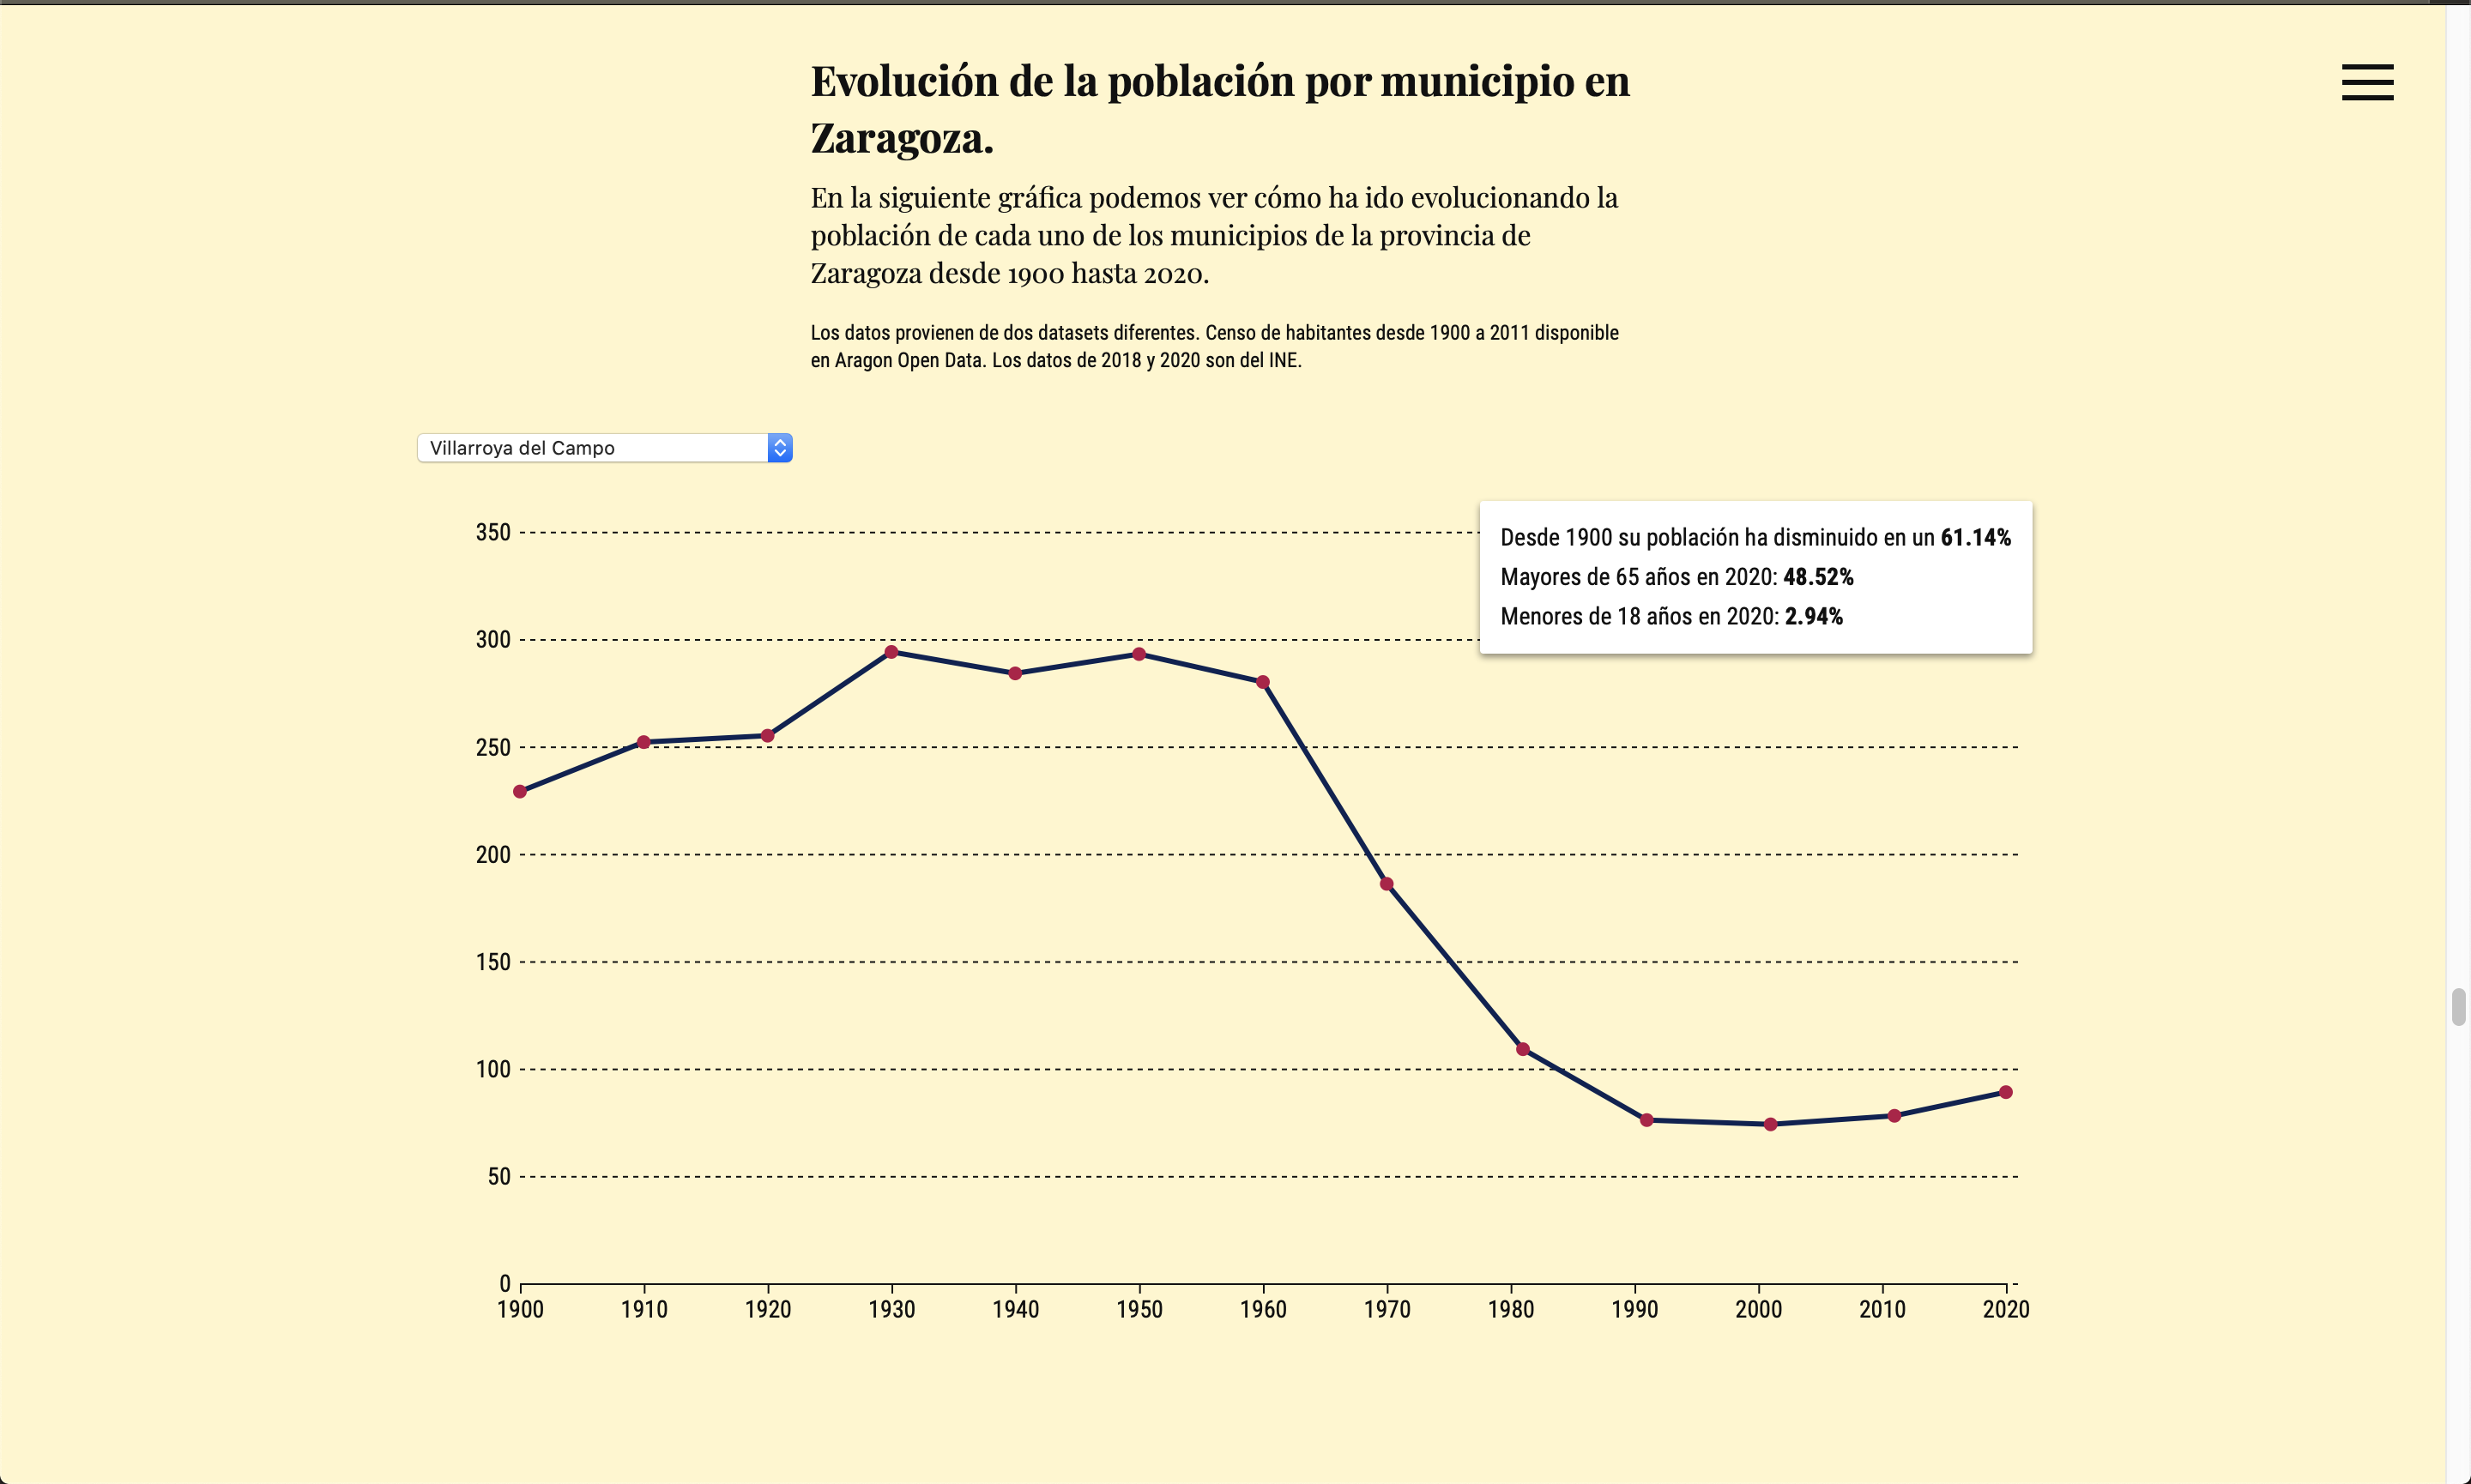 Evolución de la población por municipio en
Zaragoza.
En la siguiente gráfica podemos ver cómo ha ido evolucionando la
población de cada uno de los municipios de la provincia de
Zaragoza desde 1900 hasta 2020.
Los datos provienen de dos datasets diferentes. Censo de habitantes desde 1900 a 2011 disponible
en Aragon Open Data. Los datos de 2018 y 2020 son del INE.
Villarroya del Campo
Desde 1900 su población ha disminuido en un 61.14%
Mayores de 65 años en 2020: 48.52%
Menores de 18 años en 2020: 2.94%
350
300
250
200
150
100
50
0
1900 1910 1920 1930 1940 1950 1960 1970 1980 1990 2000 2010 2020